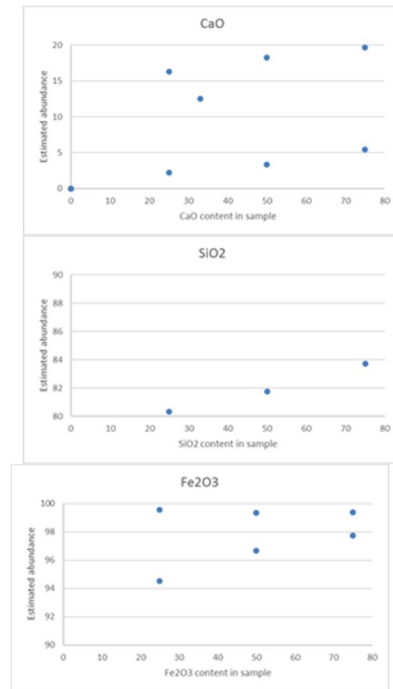 CaO
20
15
10
5
0
Estimated abundance
0 10 20 30 40 50 60 70 80
CaO content in sample
SiO2
90
88
86
84
82
80
Estimated abundance
0 10 20 30 40 50 60 70 80
SiO2 content in sample
Fe2O3
100
98
96
94
92
90
Estimated abundance
0 10 20 30 40 50 60 70 80
Fe2O3 content in sample